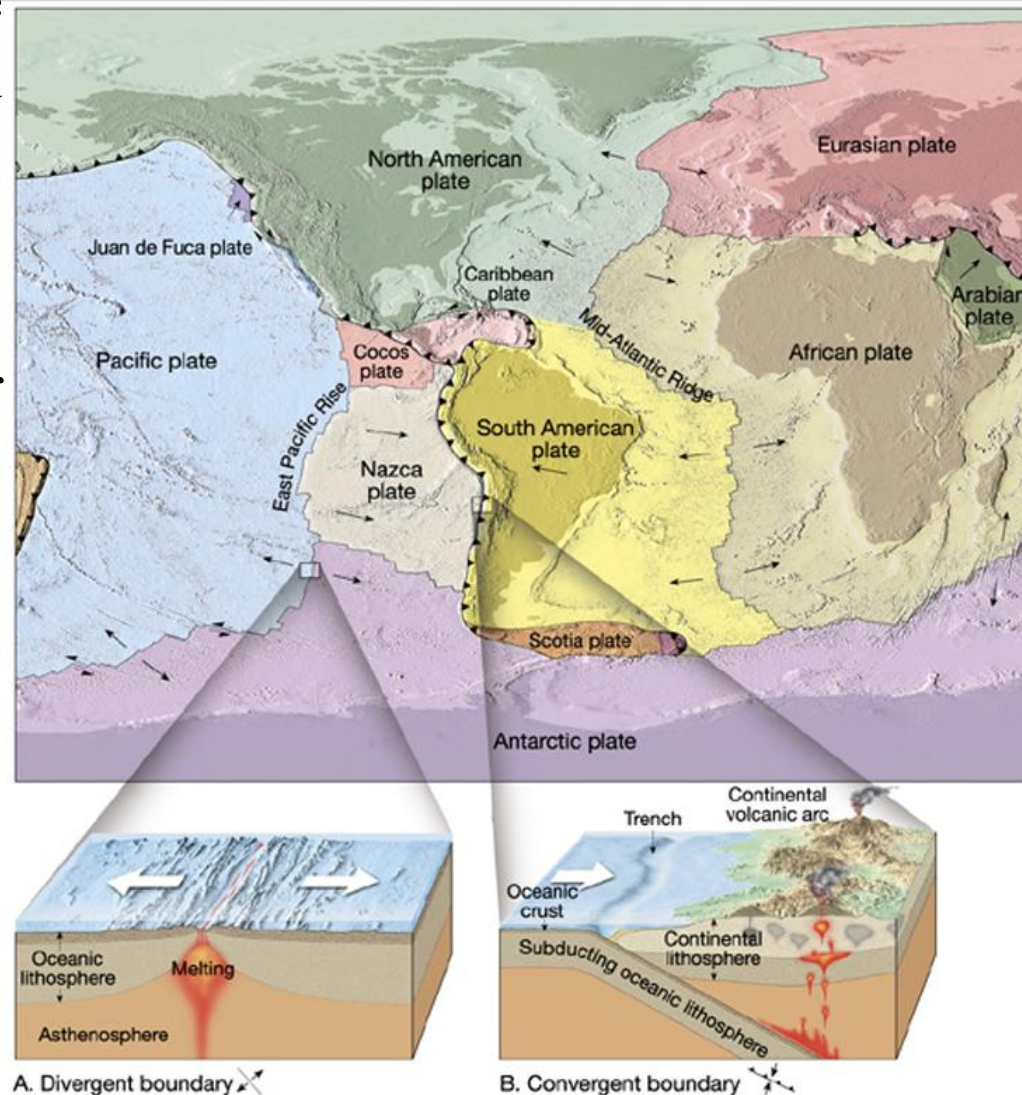 North American
plate
Eurasian plate
Juan de Fuca plate
Caribbean
plate
Arabian
plate
Pacific plate
Cocos
plate
Mid-Atlantic Ridge
African plate
East Pacific Rise
South American
plate
Nazca
plate
Scotia plate
Antarctic plate
Continental
volcanic arc
Trench
Oceanic
crust
Oceanic
lithosphere
Melting
Continental
lithosphere
Subducting oceanic lithosphere
Asthenosphere
A. Divergent boundary
B. Convergent boundary